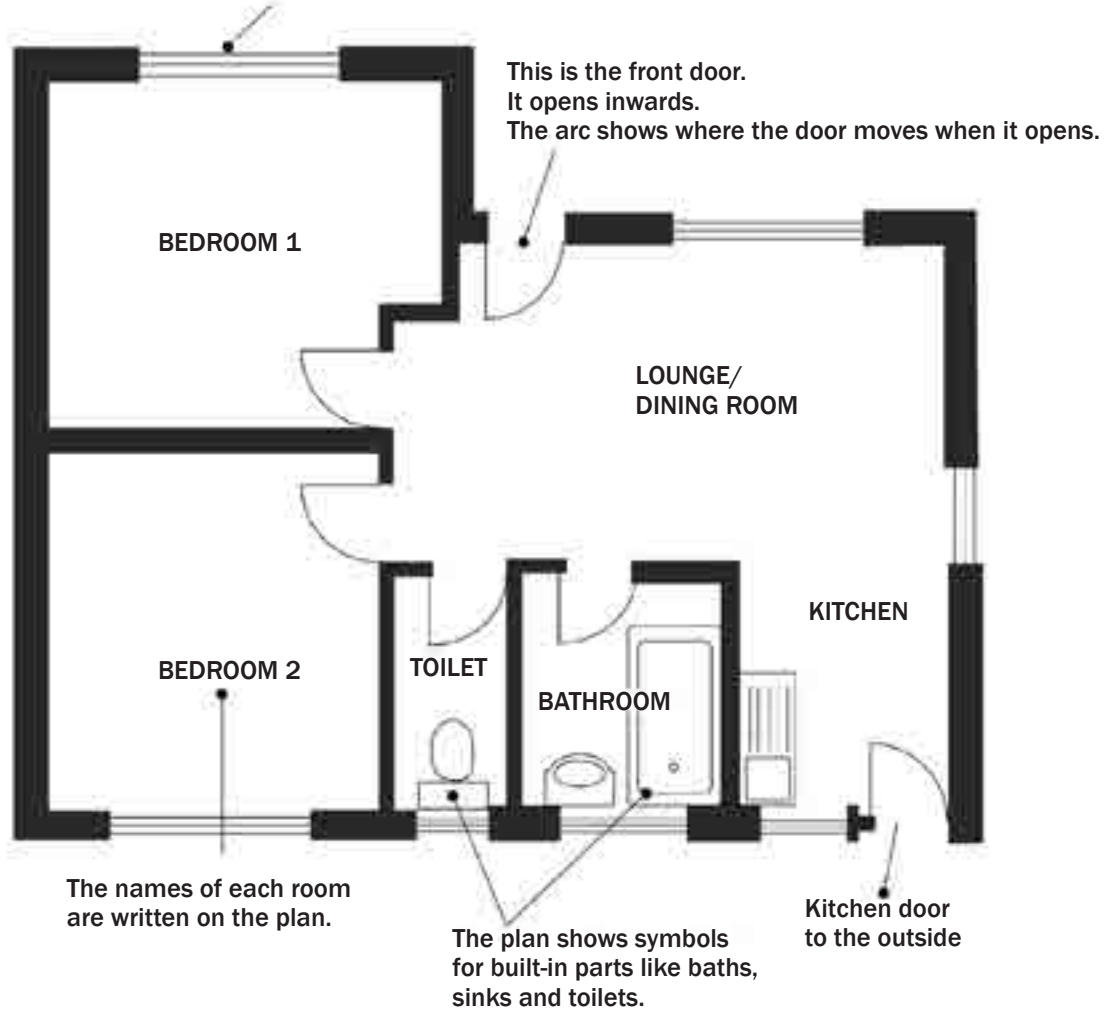 This is the front door.
It opens inwards.
The arc shows where the door moves when it opens.
BEDROOM 1
LOUNGE/
DINING ROOM
KITCHEN
BEDROOM 2
TOILET
BATHROOM
The names of each room
are written on the plan.
The plan shows symbols
for built-in parts like baths,
sinks and toilets.
Kitchen door
to the outside